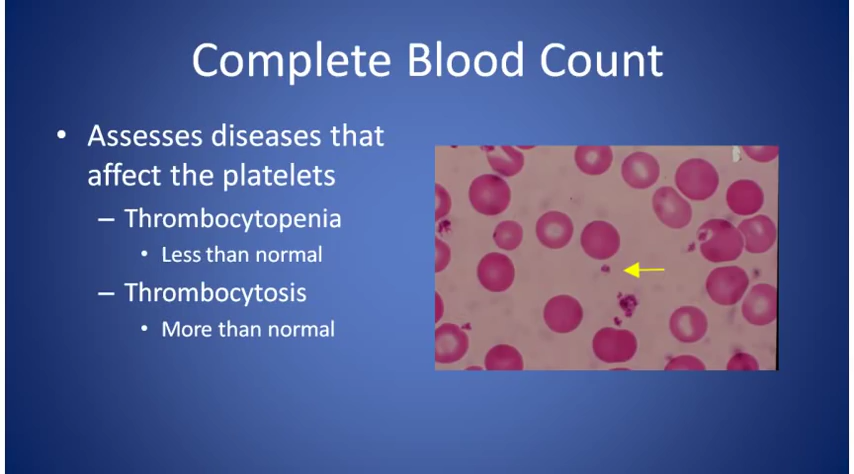 Complete Blood Count
• Assesses diseases that
affect the platelets
– Thrombocytopenia
• Less than normal
– Thrombocytosis
• More than normal